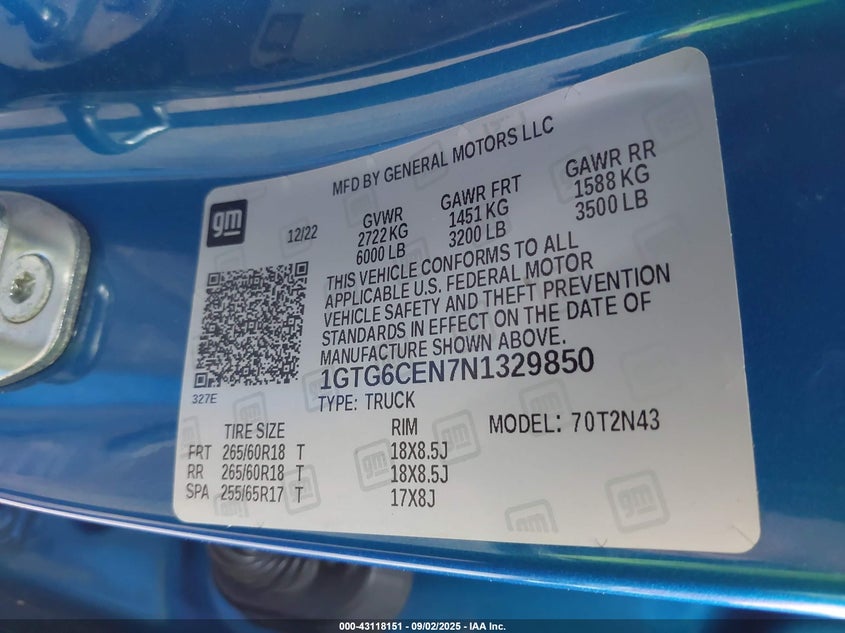 MFD BY GENERAL MOTORS LLC
gm
12/22
GVWR
2722 KG
6000 LB
GAWR FRT
1451 KG
3200 LB
GAWR RR
1588 KG
3500 LB
THIS VEHICLE CONFORMS TO ALL
APPLICABLE U.S. FEDERAL MOTOR
VEHICLE SAFETY AND THEFT PREVENTION
STANDARDS IN EFFECT ON THE DATE OF
MANUFACTURE SHOWN ABOVE.
327E
1GTG6CEN7N1329850
TYPE: TRUCK
MODEL: 70T2N43
TIRE SIZE RIM
FRT 265/60R18 T 18X8.5J
RR 265/60R18 T 18X8.5J
SPA 255/65R17 T 17X8J
000-43118151 - 09/02/2025 - IAA Inc.